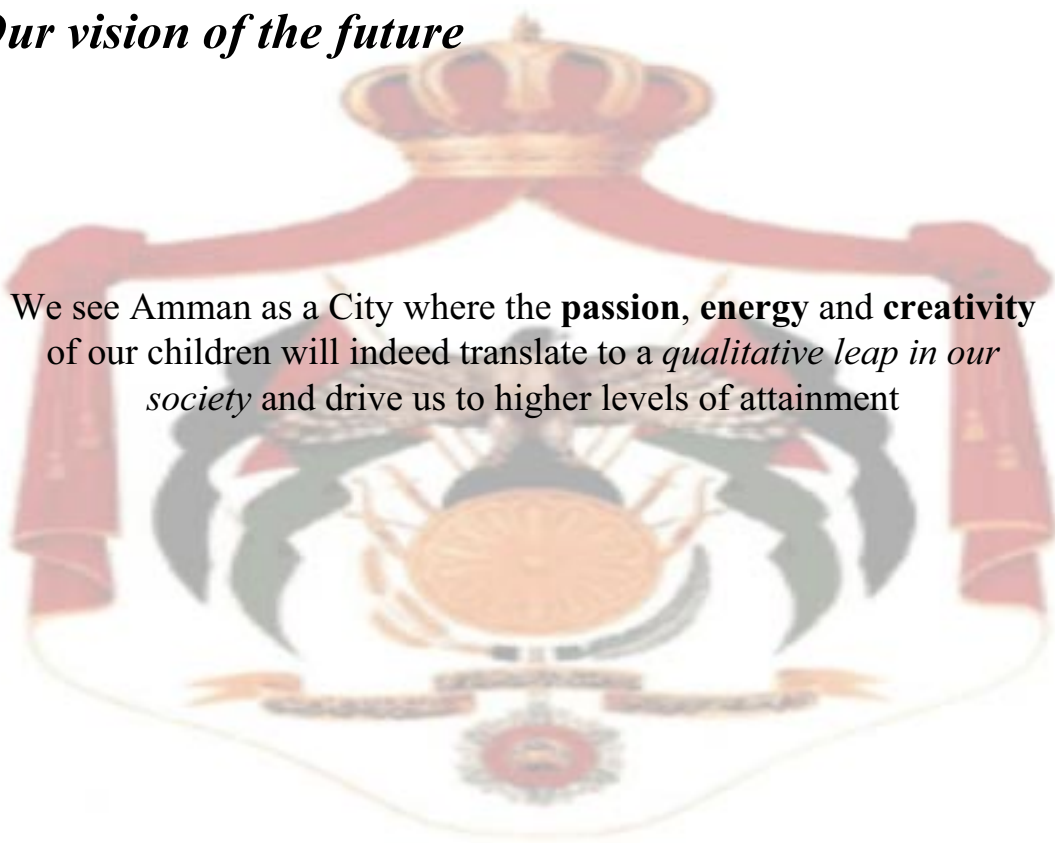 Our vision of the future
We see Amman as a City where the passion, energy and creativity
of our children will indeed translate to a qualitative leap in our
society and drive us to higher levels of attainment